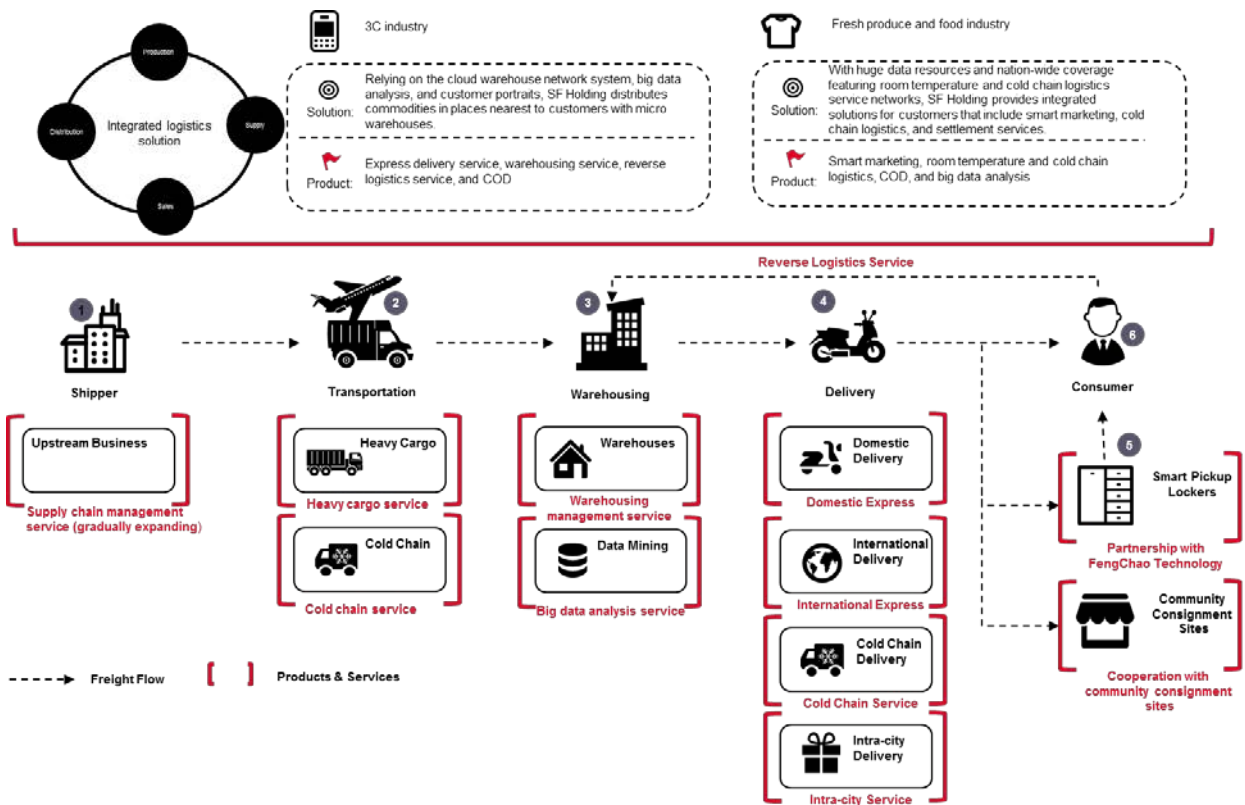 Production
Distribution
Integrated logistics
solution
Supply
Sales
3C industry
Solution:
Relying on the cloud warehouse network system, big data
analysis, and customer portraits, SF Holding distributes
commodities in places nearest to customers with micro
warehouses.
Product:
Express delivery service, warehousing service, reverse
logistics service, and COD
Fresh produce and food industry
Solution:
With huge data resources and nation-wide coverage
featuring room temperature and cold chain logistics
service networks, SF Holding provides integrated
solutions for customers that include smart marketing, cold
chain logistics, and settlement services.
Product:
Smart marketing, room temperature and cold chain
logistics, COD, and big data analysis
Reverse Logistics Service
1
2
3
4
6
Shipper
Transportation
Warehousing
Delivery
Consumer
Upstream Business
Supply chain management
service (gradually expanding)
Heavy Cargo
Heavy cargo service
Cold Chain
Cold chain service
Warehouses
Warehousing
management service
Data Mining
Big data analysis service
Domestic
Delivery
Domestic Express
International
Delivery
International Express
Cold Chain
Delivery
Cold Chain Service
Intra-city
Delivery
Intra-city Service
5
Smart Pickup
Lockers
Partnership with
FengChao Technology
Community
Consignment
Sites
Cooperation with
community consignment
sites
Freight Flow
Products & Services